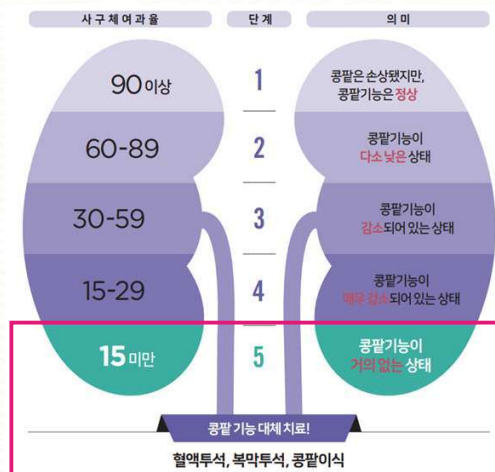 사구체여과율 단계 의미
90 이상 1 콩팥은 손상됐지만,
콩팥기능은 정상
60-89 2 콩팥기능이
다소 낮은 상태
30-59 3 콩팥기능이
감소되어 있는 상태
15-29 4 콩팥기능이
매우 감소되어 있는 상태
15 미만 5 콩팥기능이
거의 없는 상태
콩팥 기능 대체 치료!
혈액투석, 복막투석, 콩팥이식